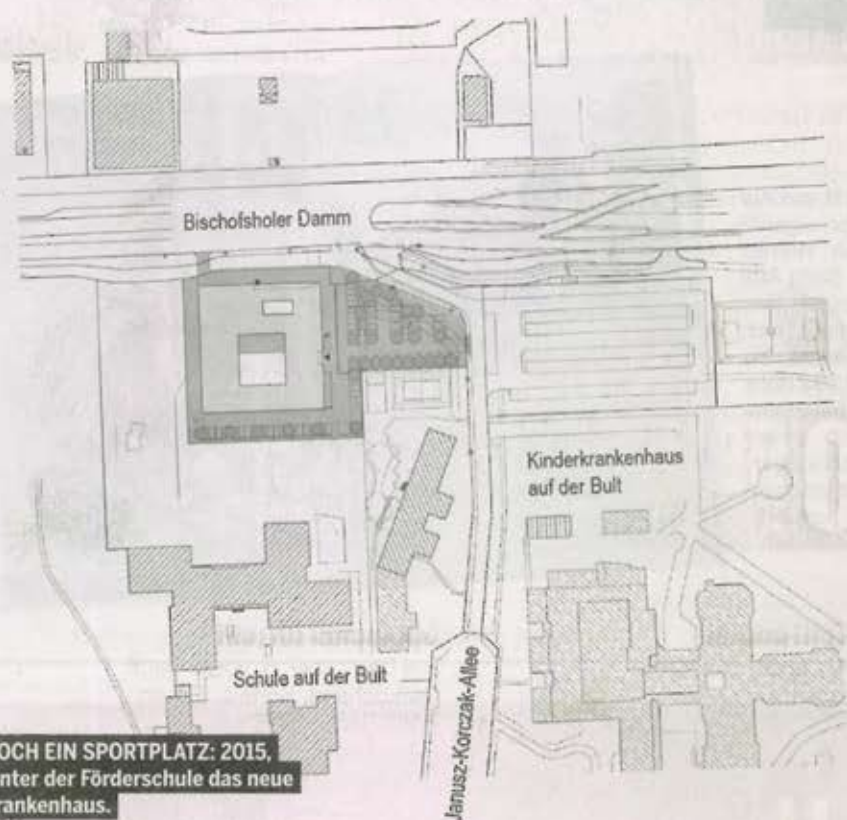 Bischofsholer Damm
Kinderkrankenhaus
auf der Bult
Schule auf der Bult
Janusz-Korczak-Allee
OCH EIN SPORTPLATZ: 2015,
nter der Förderschule das neue
rankenhaus.